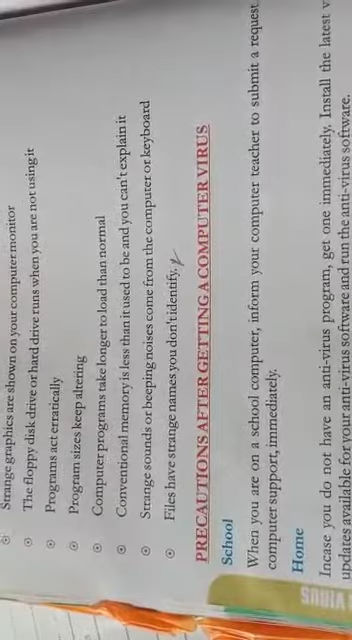 Strange graphics are shown on your computer monitor
The floppy disk drive or hard drive runs when you are not using it
Programs act erratically
Program sizes keep altering
Computer programs take longer to load than normal
Conventional memory is less than it used to be and you can't explain it
Strange sounds or beeping noises come from the computer or keyboard
Files have strange names you don't identify.
PRECAUTIONS AFTER GETTING A COMPUTER VIRUS
School
When you are on a school computer, inform your computer teacher to submit a request
computer support, immediately.
Home
Incase you do not have an anti-virus program, get one immediately. Install the latest
updates available for your anti-virus software and run the anti-virus software.
VIRUS